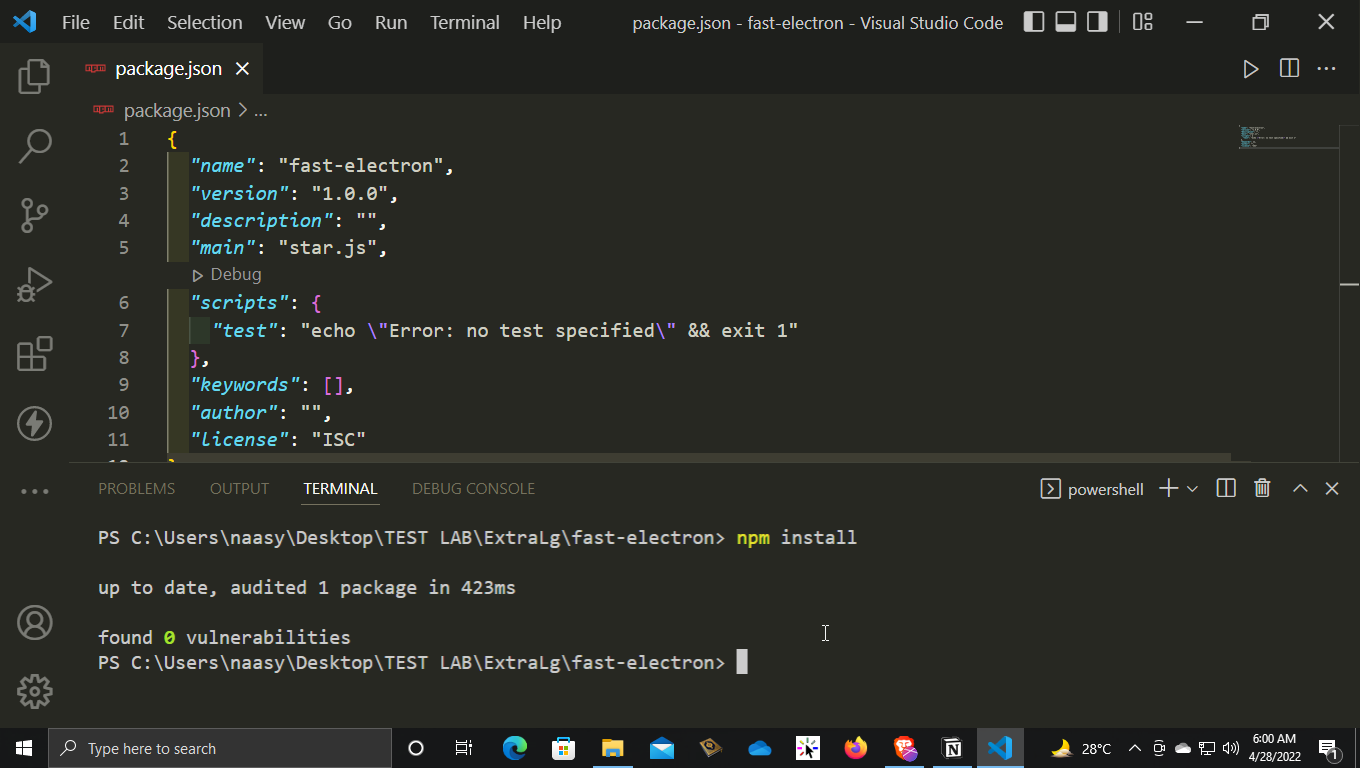 File Edit Selection View Go Run Terminal Help package.json - fast-electron - Visual Studio Code
package.json
package.json > ...
1 {
2 "name": "fast-electron",
3 "version": "1.0.0",
4 "description": "",
5 "main": "star.js",
Debug
6 "scripts": {
7 "test": "echo \"Error: no test specified\" && exit 1"
8 },
9 "keywords": [],
10 "author": "",
11 "license": "ISC"
PROBLEMS OUTPUT TERMINAL DEBUG CONSOLE powershell
PS C:\Users\naasy\Desktop\TEST LAB\ExtraLg\fast-electron> npm install
up to date, audited 1 package in 423ms
found 0 vulnerabilities
PS C:\Users\naasy\Desktop\TEST LAB\ExtraLg\fast-electron>
Type here to search 28°C 6:00 AM
4/28/2022 1